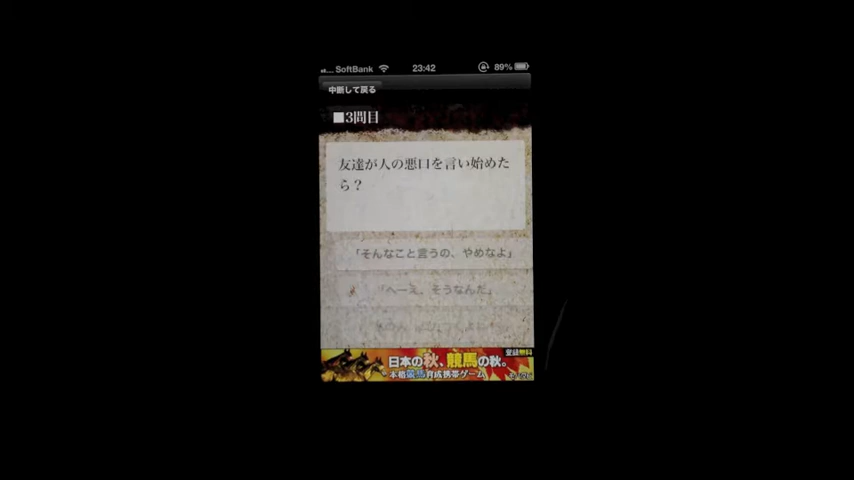 SoftBank 23:42 89%
中断して戻る
■3問目
友達が人の悪口を言い始めた
ら？
「そんなこと言うの、やめなよ」
「へーえ、そうなんだ」
日本の秋、競馬の秋。
登録無料
本格競馬育成携帯ゲーム